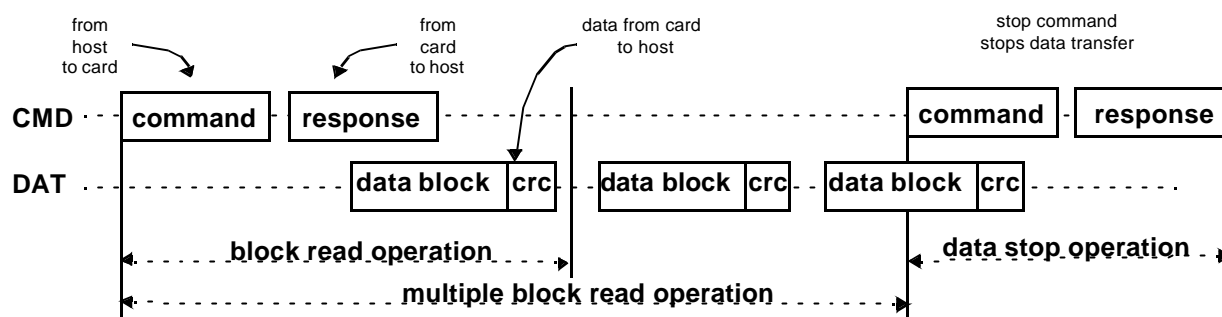 from
host
to card
from
card
to host
data from card
to host
stop command
stops data transfer
CMD command response command response
DAT data block crc data block crc data block crc
block read operation data stop operation
multiple block read operation